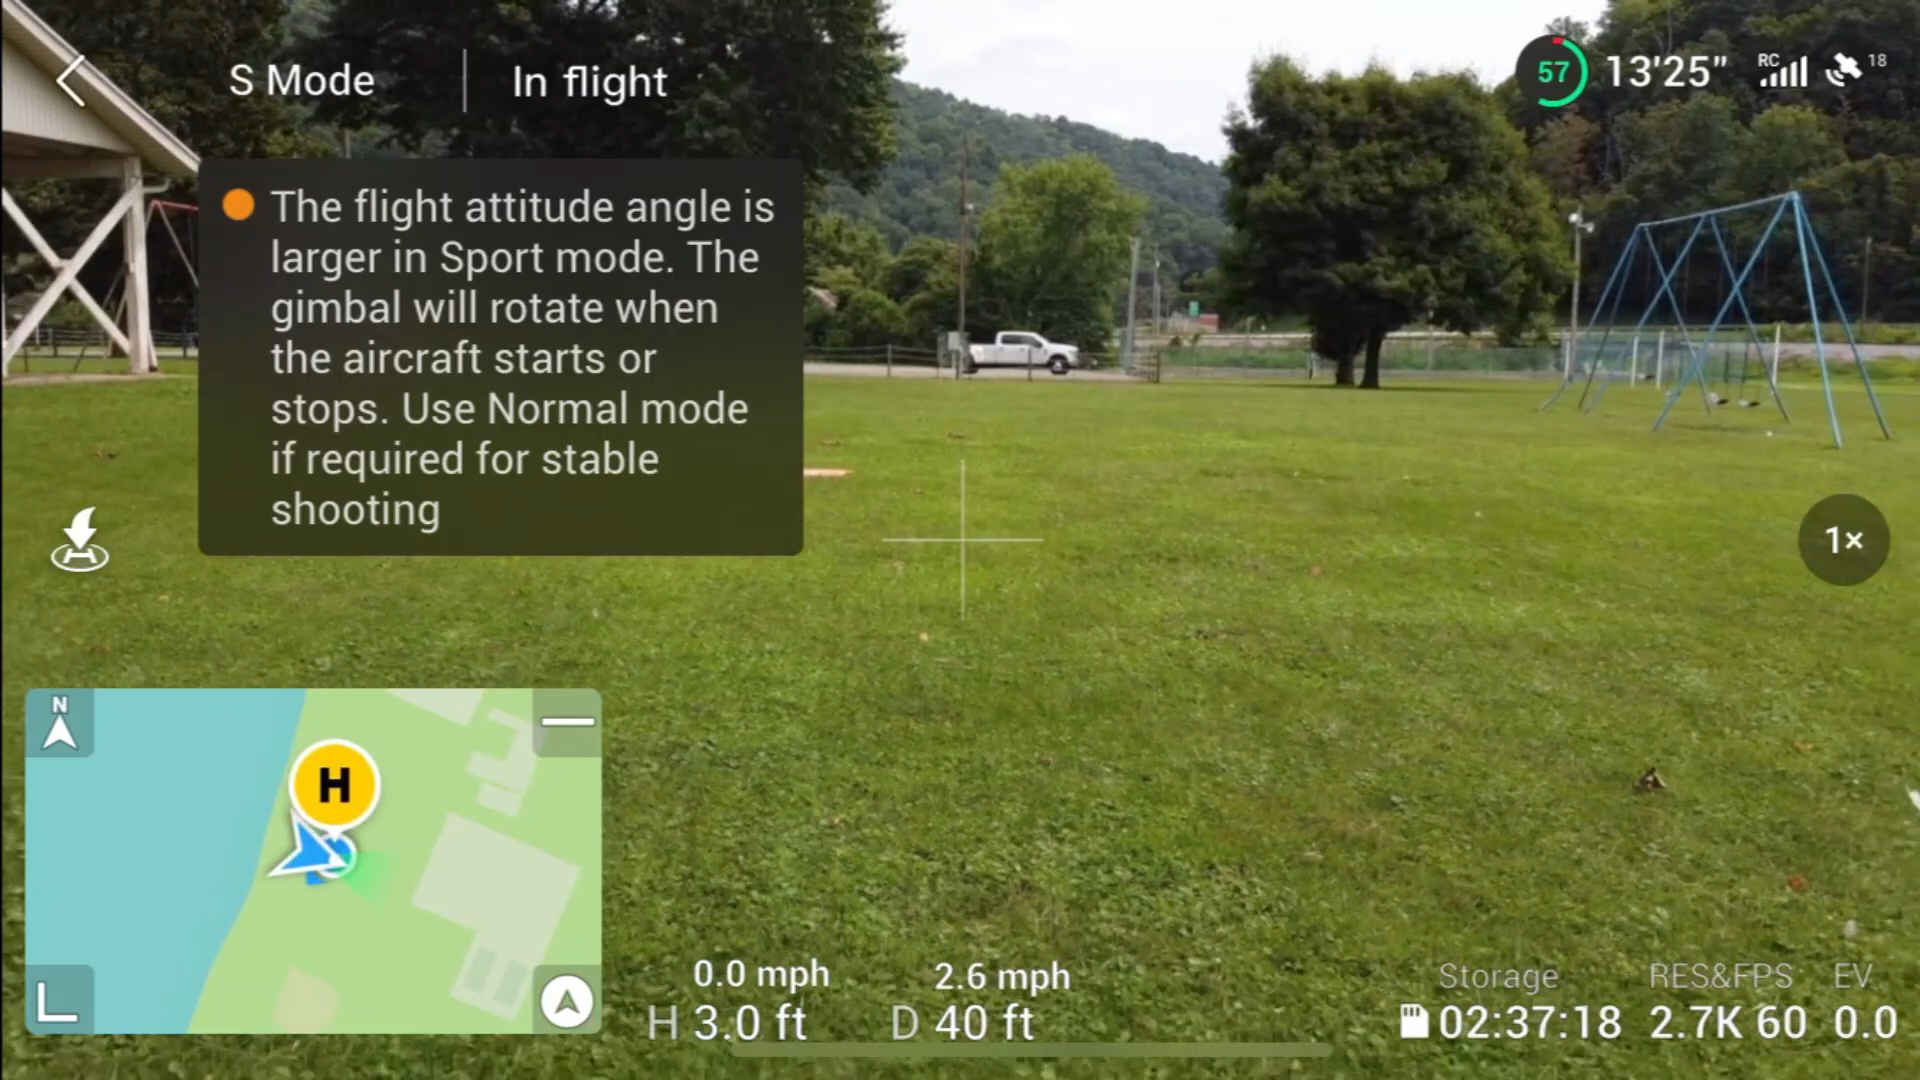 S Mode
In flight
57
13'25"
RC
18
The flight attitude angle is
larger in Sport mode. The
gimbal will rotate when
the aircraft starts or
stops. Use Normal mode
if required for stable
shooting
1×
N
H
0.0 mph
2.6 mph
H 3.0 ft
D 40 ft
Storage
RES&FPS
EV
02:37:18
2.7K 60
0.0